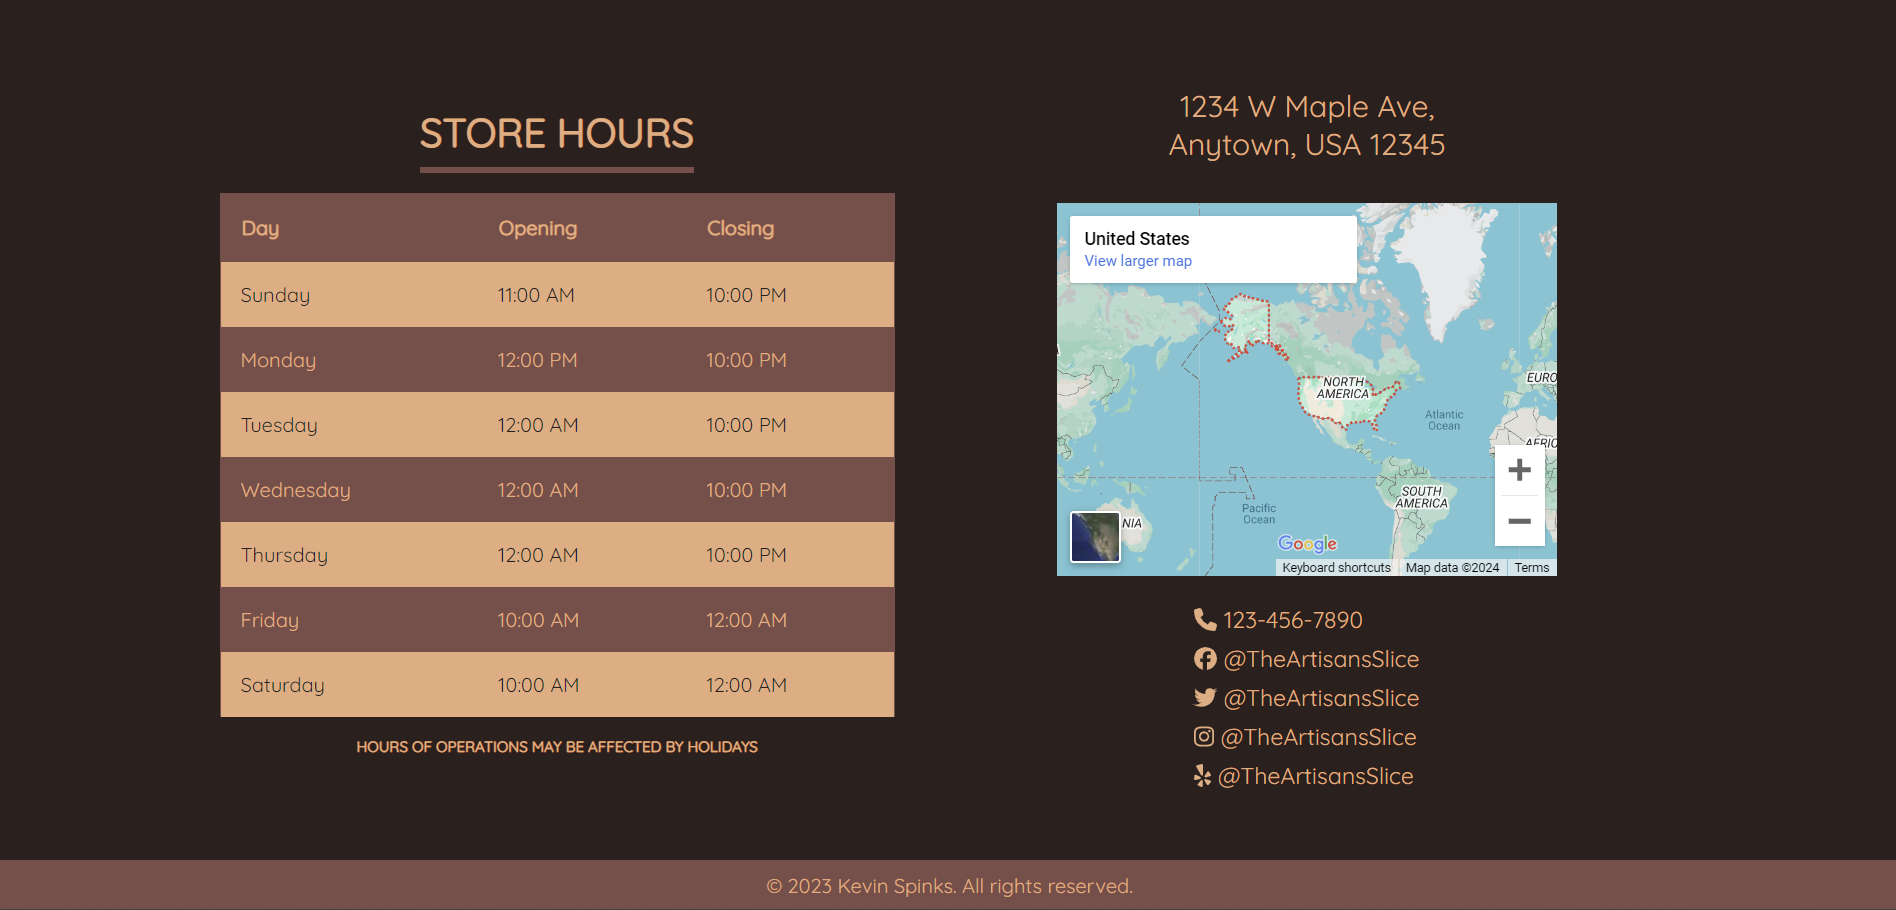 STORE HOURS
Day Opening Closing
Sunday 11:00 AM 10:00 PM
Monday 12:00 PM 10:00 PM
Tuesday 12:00 AM 10:00 PM
Wednesday 12:00 AM 10:00 PM
Thursday 12:00 AM 10:00 PM
Friday 10:00 AM 12:00 AM
Saturday 10:00 AM 12:00 AM
HOURS OF OPERATIONS MAY BE AFFECTED BY HOLIDAYS
1234 W Maple Ave,
Anytown, USA 12345
United States
View larger map
NORTH
AMERICA
EURO
Atlantic
Ocean
AFRIC
SOUTH
AMERICA
Pacific
Ocean
NIA
Google
Keyboard shortcuts Map data ©2024 Terms
123-456-7890
@TheArtisansSlice
@TheArtisansSlice
@TheArtisansSlice
@TheArtisansSlice
© 2023 Kevin Spinks. All rights reserved.